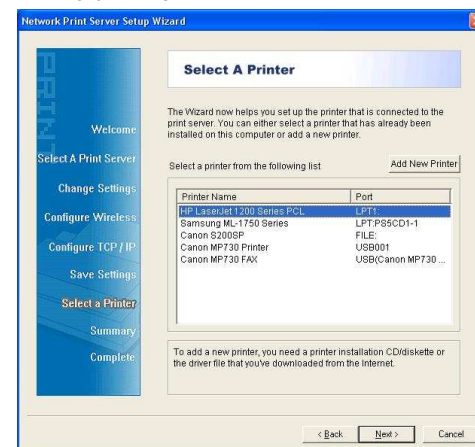 Network Print Server Setup Wizard
PRINT
Select A Printer
The Wizard now helps you set up the printer that is connected to the
print server. You can either select a printer that has already been
installed on this computer or add a new printer.
Select a printer from the following list
Add New Printer
Welcome
Select A Print Server
Change Settings
Configure Wireless
Configure TCP / IP
Save Settings
Select a Printer
Summary
Complete
Printer Name Port
HP LaserJet 1200 Series PCL LPT1:
Samsung ML-1750 Series LPT:PS5CD1-1
Canon S200SP FILE:
Canon MP730 Printer USB001
Canon MP730 FAX USB(Canon MP730 ...
To add a new printer, you need a printer installation CD/diskette or
the driver file that you've downloaded from the Internet.
< Back Next > Cancel